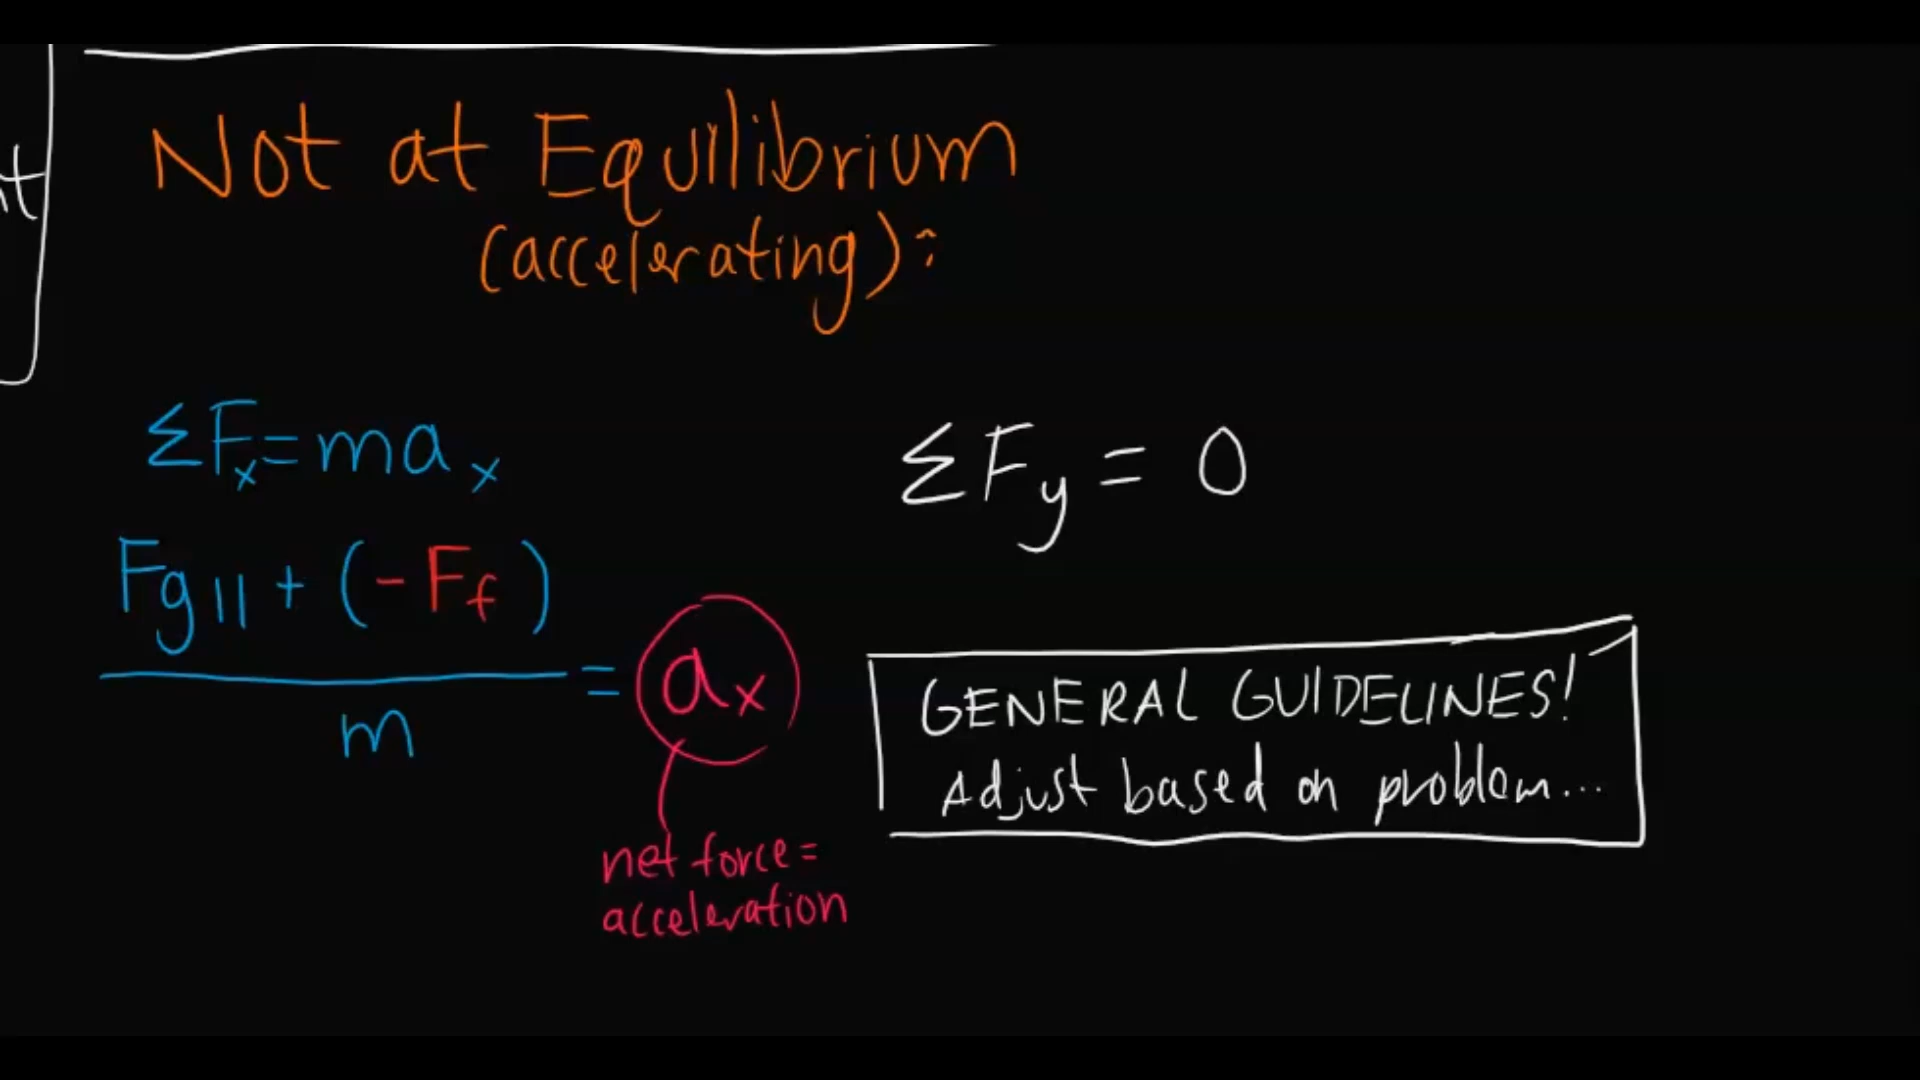 Not at Equilibrium
(accelerating):
ΣFx = max
Fg|| + (-Ff)
m
= ax
net force =
acceleration
ΣFy = 0
GENERAL GUIDELINES!
Adjust based on problem...